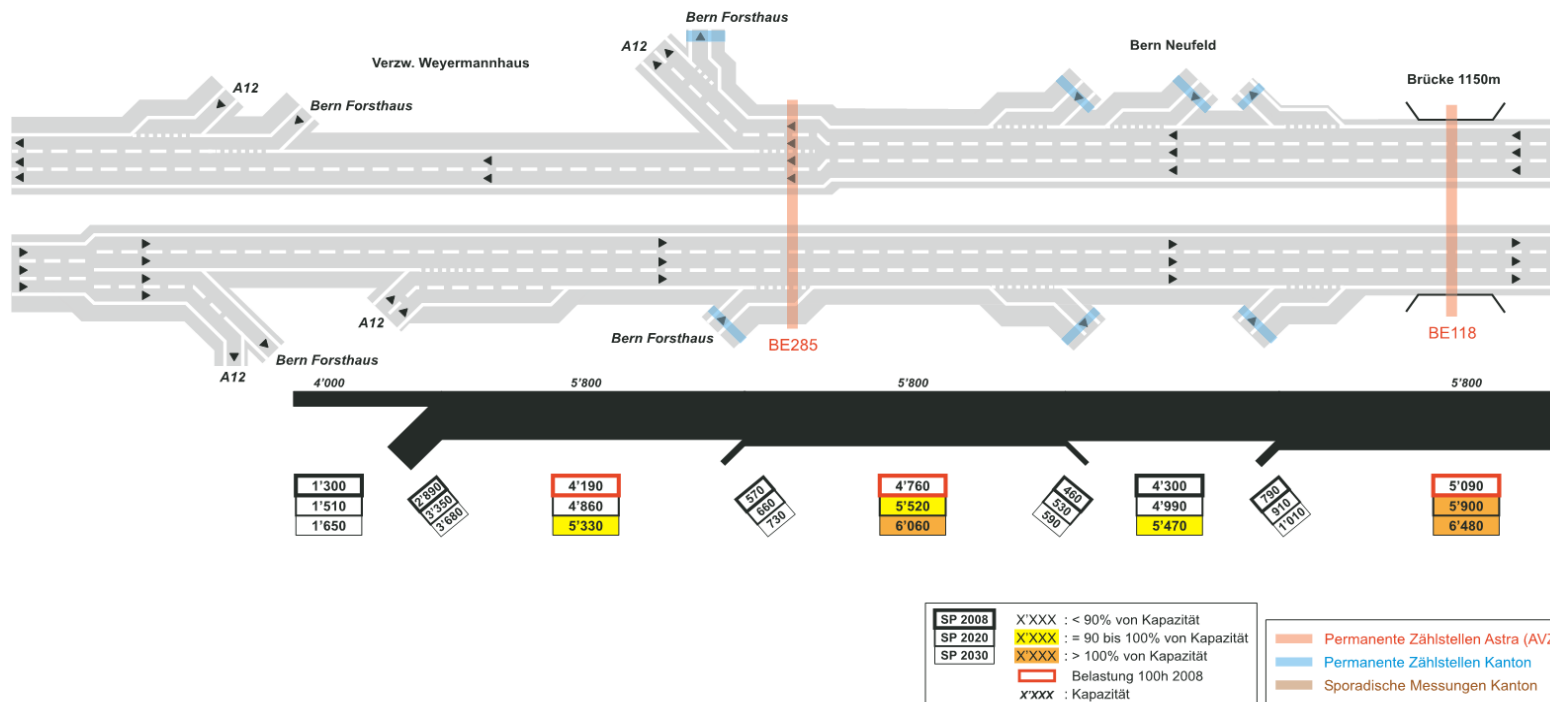 Bern Forsthaus
A12
Bern Neufeld
Verzw. Weyermannhaus
Brücke 1150m
A12
Bern Forsthaus
A12
Bern Forsthaus
BE285
BE118
Bern Forsthaus
A12
4’000
5’800
5’800
5’800
1’300
1’510
1’650
2’890
3’350
3’680
4’190
4’860
5’330
570
660
730
4’760
5’520
6’060
460
530
590
4’300
4’990
5’470
790
910
1’010
5’090
5’900
6’480
SP 2008 X’XXX : < 90% von Kapazität
SP 2020 X’XXX : = 90 bis 100% von Kapazität
SP 2030 X’XXX : > 100% von Kapazität
Belastung 100h 2008
X’XXX : Kapazität
Permanente Zählstellen Astra (AVZ
Permanente Zählstellen Kanton
Sporadische Messungen Kanton